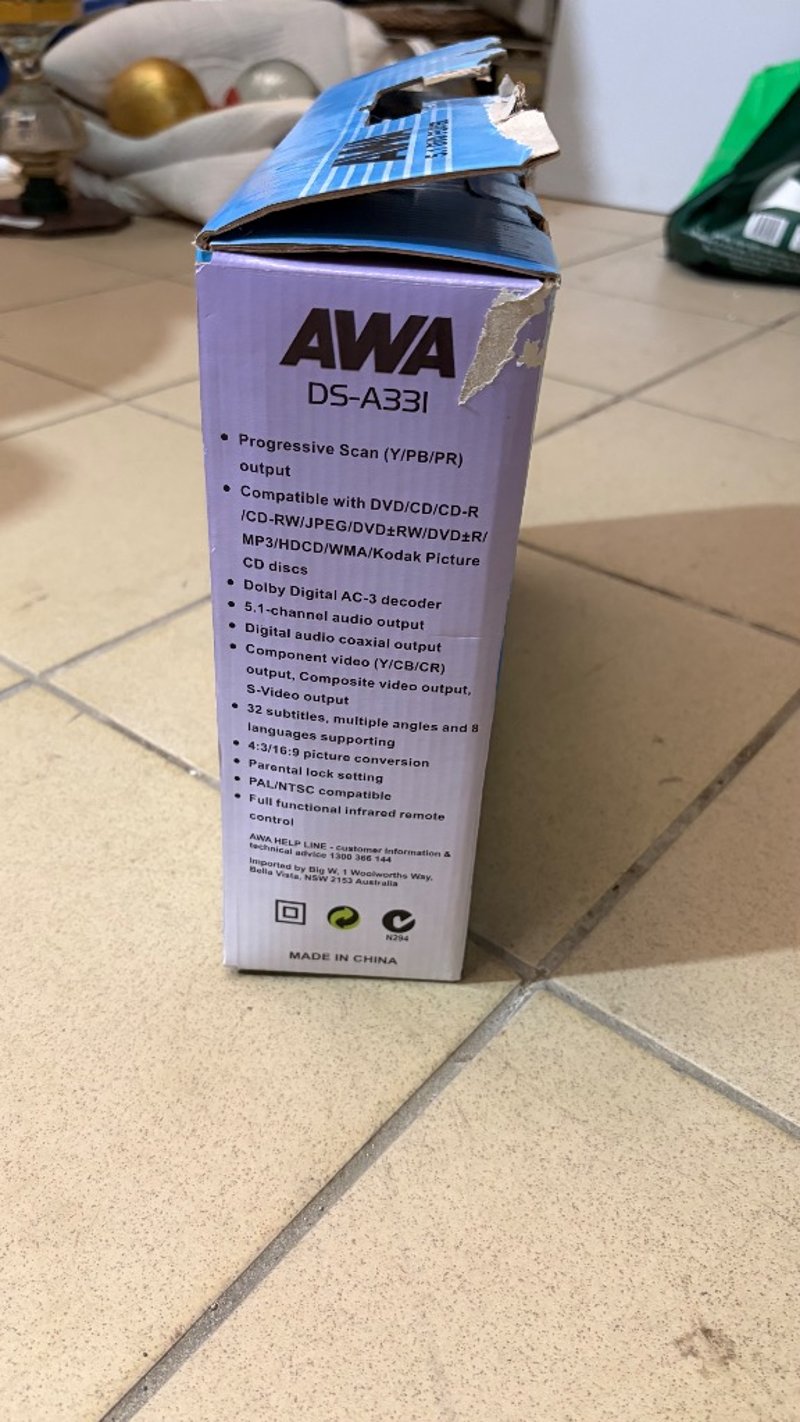 AWA
AWA
DS-A331
• Progressive Scan (Y/PB/PR)
output
• Compatible with DVD/CD/CD-R
/CD-RW/JPEG/DVD±RW/DVD±R/
MP3/HDCD/WMA/Kodak Picture
CD discs
• Dolby Digital AC-3 decoder
• 5.1-channel audio output
• Digital audio coaxial output
• Component video (Y/CB/CR)
output, Composite video output,
S-Video output
• 32 subtitles, multiple angles and 8
languages supporting
• 4:3/16:9 picture conversion
• Parental lock setting
• PAL/NTSC compatible
• Full functional infrared remote
control
AWA HELP LINE - customer information &
technical advice 1300 366 144
Imported by Big W, 1 Woolworths Way,
Bella Vista, NSW 2153 Australia
N294
MADE IN CHINA